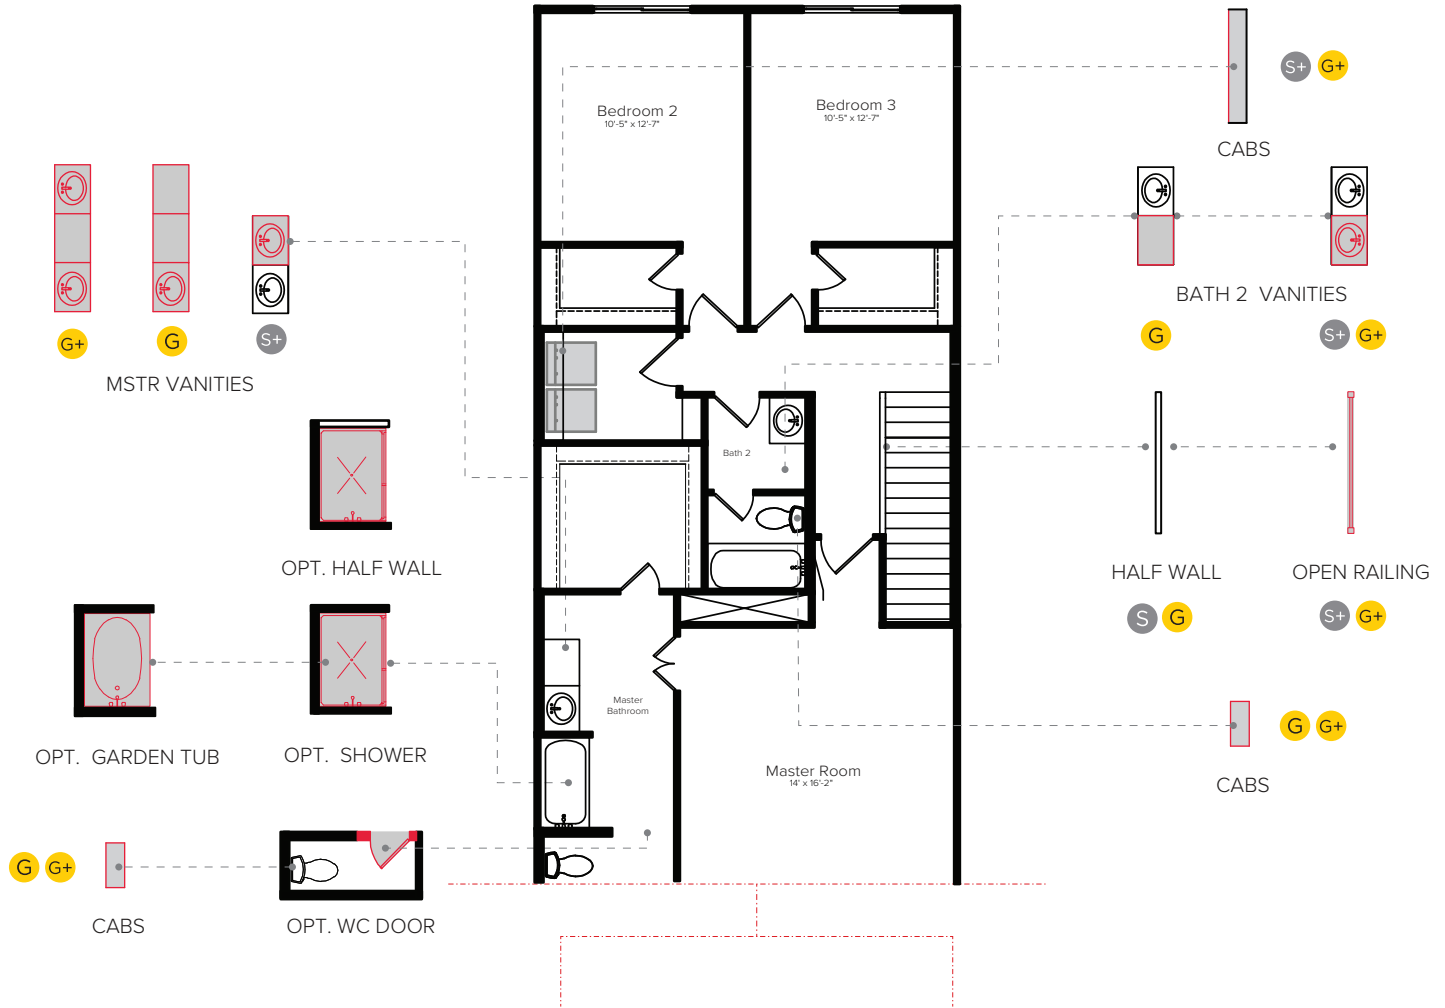 Bedroom 2
10'-5" x 12'-7"
Bedroom 3
10'-5" x 12'-7"
S+ G+
CABS
G+ G S+
MSTR VANITIES
BATH 2 VANITIES
G S+ G+
Bath 2
OPT. HALF WALL
HALF WALL
S G
OPEN RAILING
S+ G+
OPT. GARDEN TUB
OPT. SHOWER
Master
Bathroom
Master Room
14' x 16'-2"
G G+
CABS
G G+
CABS
OPT. WC DOOR